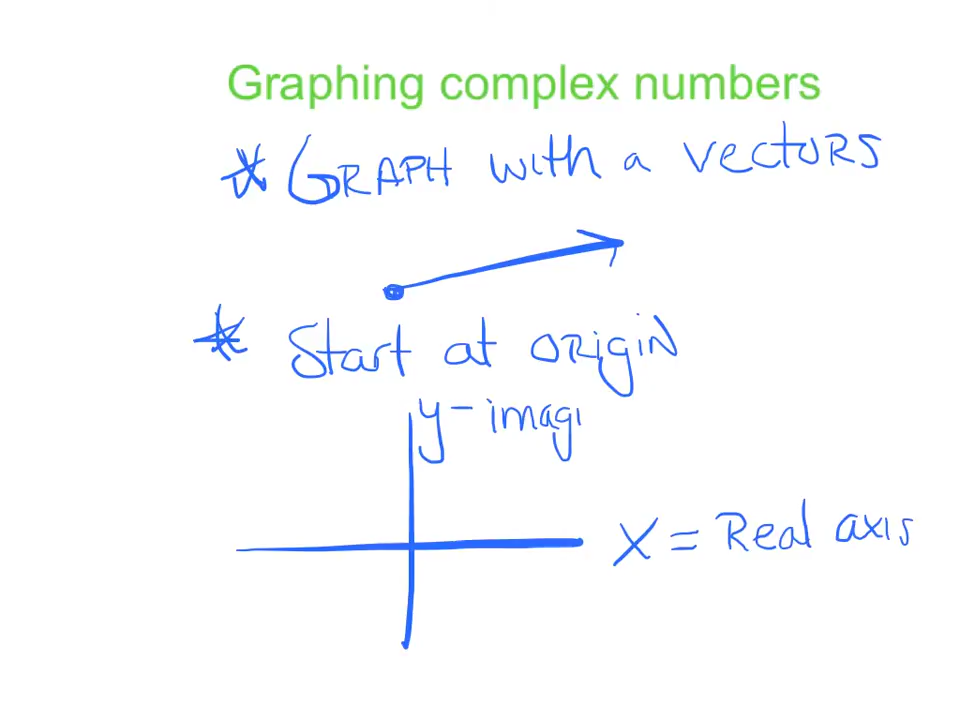 Graphing complex numbers
* GRAPH with a vectors
* Start at ORIGIN
y - imagi
X = Real axis